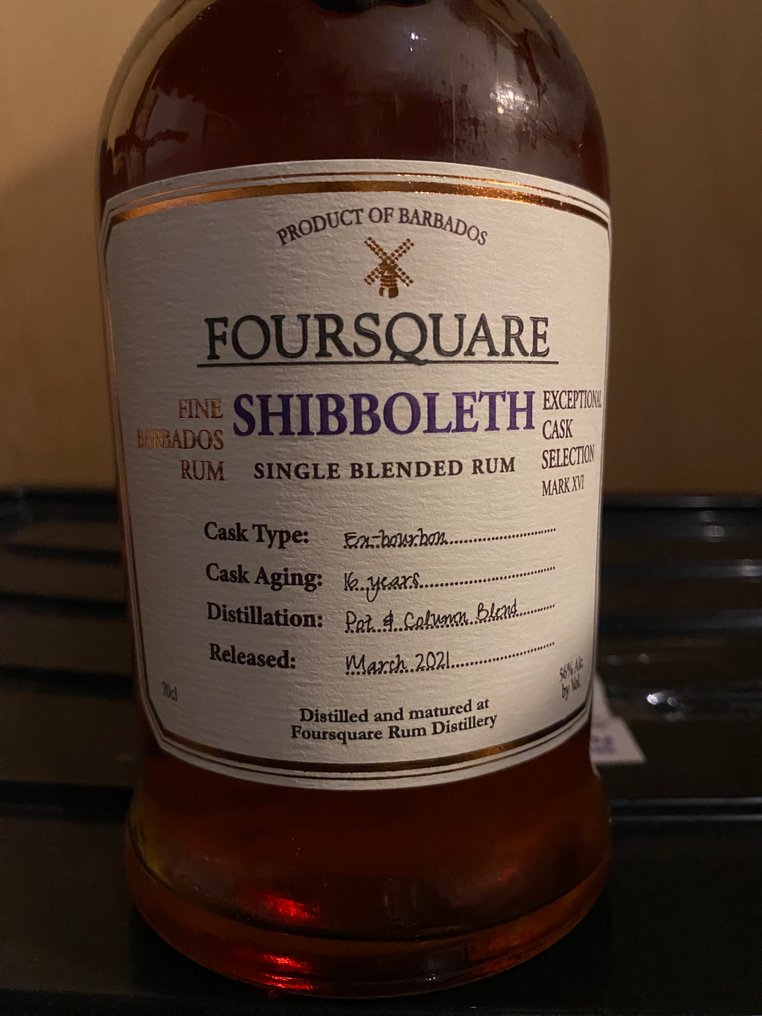 PRODUCT OF BARBADOS
FOURSQUARE
FINE
BARBADOS
RUM
SHIBBOLETH
SINGLE BLENDED RUM
EXCEPTIONAL
CASK
SELECTION
MARK XVI
Cask Type: Ex-bourbon
Cask Aging: 16 years
Distillation: Pot & Column Blend
Released: March 2021
70cl
56% Alc.
by Vol.
Distilled and matured at
Foursquare Rum Distillery